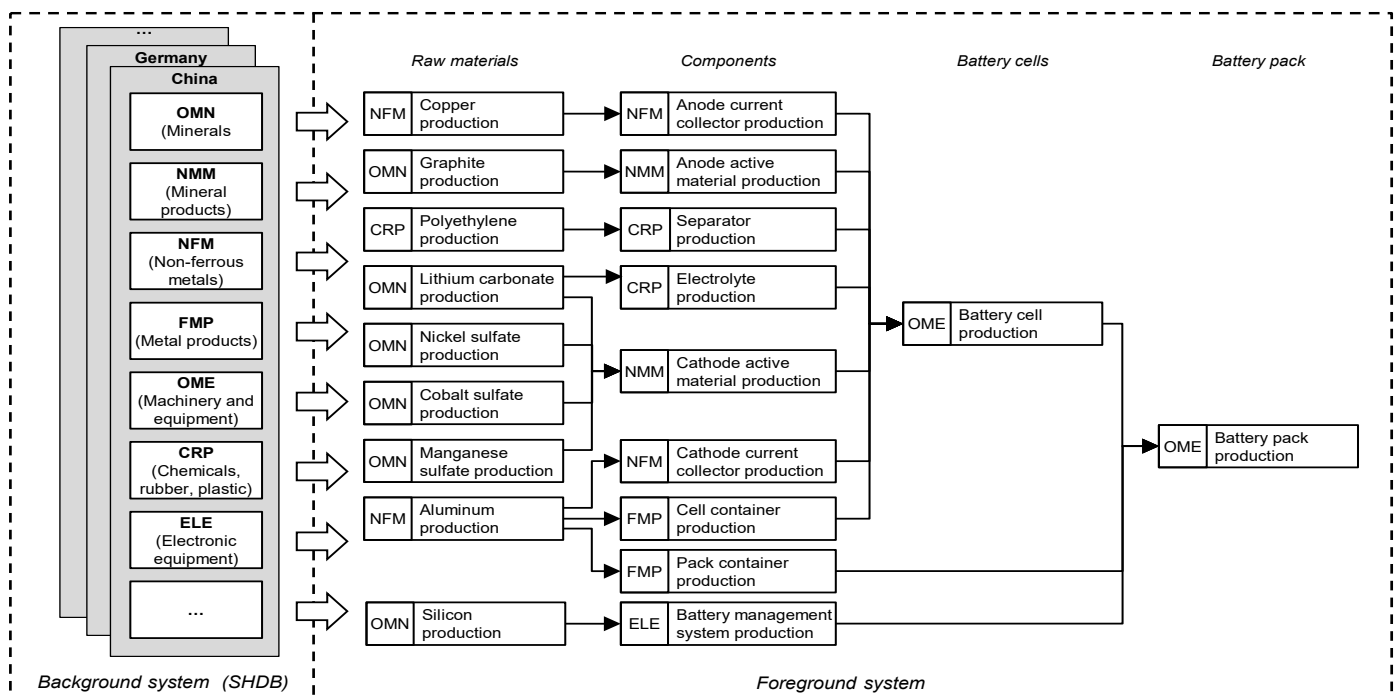 ...
Germany
China
OMN
(Minerals
NMM
(Mineral
products)
NFM
(Non-ferrous
metals)
FMP
(Metal products)
OME
(Machinery and
equipment)
CRP
(Chemicals,
rubber, plastic)
ELE
(Electronic
equipment)
...
Background system (SHDB)
Raw materials
NFM
Copper
production
OMN
Graphite
production
CRP
Polyethylene
production
OMN
Lithium carbonate
production
OMN
Nickel sulfate
production
OMN
Cobalt sulfate
production
OMN
Manganese
sulfate production
NFM
Aluminum
production
OMN
Silicon
production
Components
NFM
Anode current
collector production
NMM
Anode active
material production
CRP
Separator
production
CRP
Electrolyte
production
NMM
Cathode active
material production
NFM
Cathode current
collector production
FMP
Cell container
production
FMP
Pack container
production
ELE
Battery management
system production
Battery cells
OME
Battery cell
production
Battery pack
OME
Battery pack
production
Foreground system